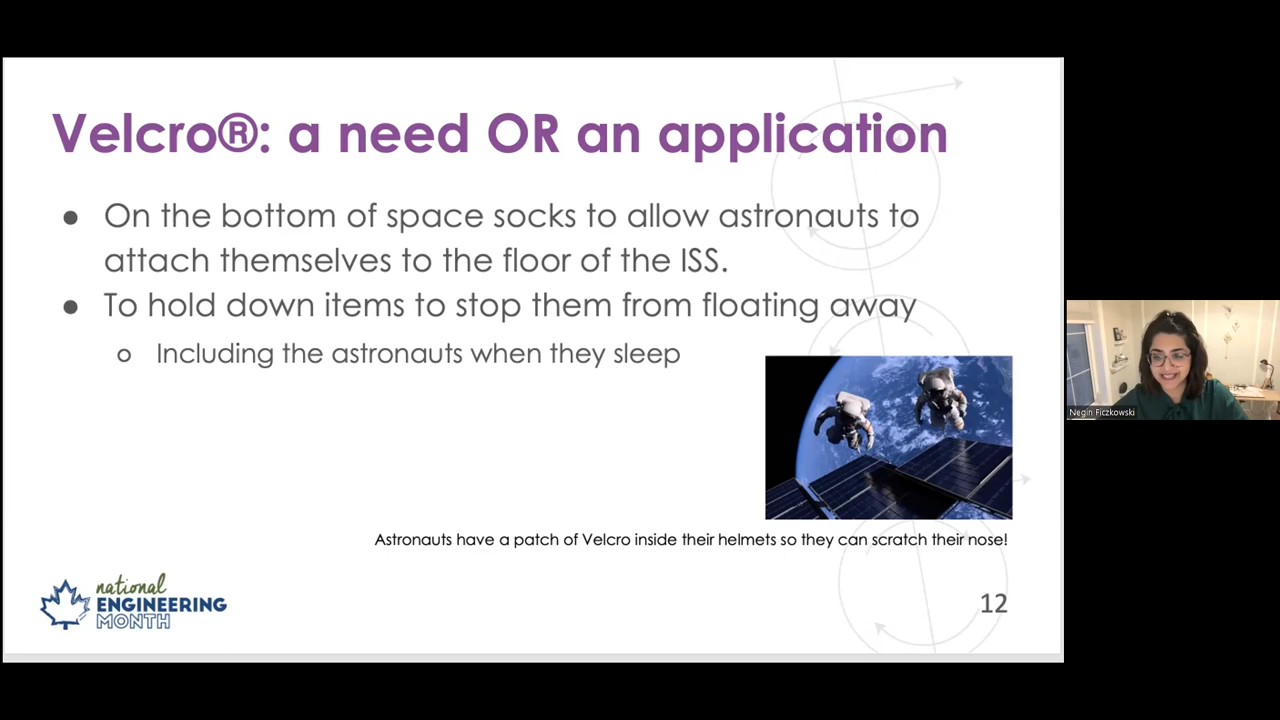 Velcro®: a need OR an application
● On the bottom of space socks to allow astronauts to
attach themselves to the floor of the ISS.
● To hold down items to stop them from floating away
○ Including the astronauts when they sleep
Astronauts have a patch of Velcro inside their helmets so they can scratch their nose!
national
ENGINEERING
MONTH
12
Negin Ficzkowski